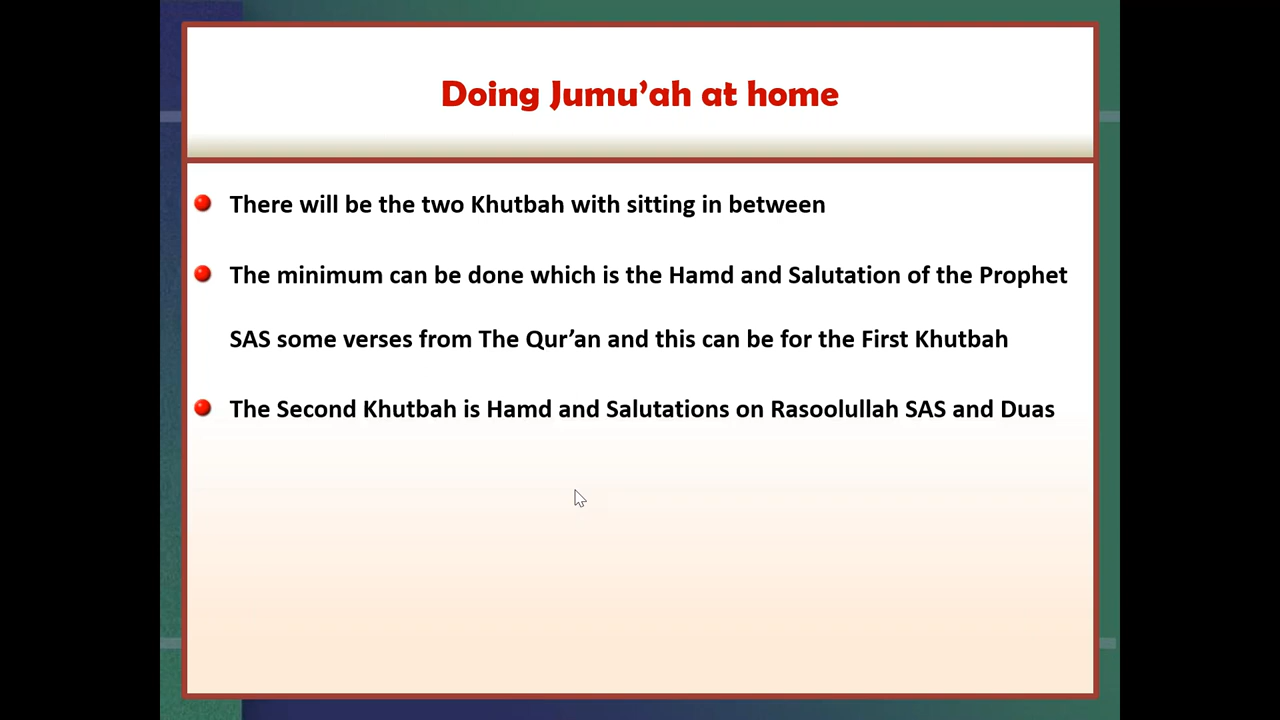 Doing Jumu’ah at home
There will be the two Khutbah with sitting in between
The minimum can be done which is the Hamd and Salutation of the Prophet
SAS some verses from The Qur’an and this can be for the First Khutbah
The Second Khutbah is Hamd and Salutations on Rasoolullah SAS and Duas